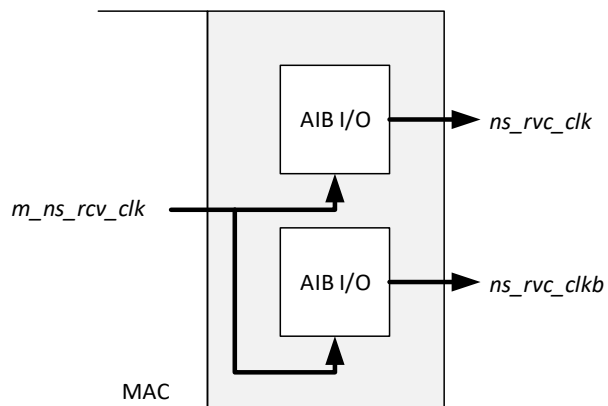 AIB I/O
ns_rvc_clk
m_ns_rcv_clk
AIB I/O
ns_rvc_clkb
MAC